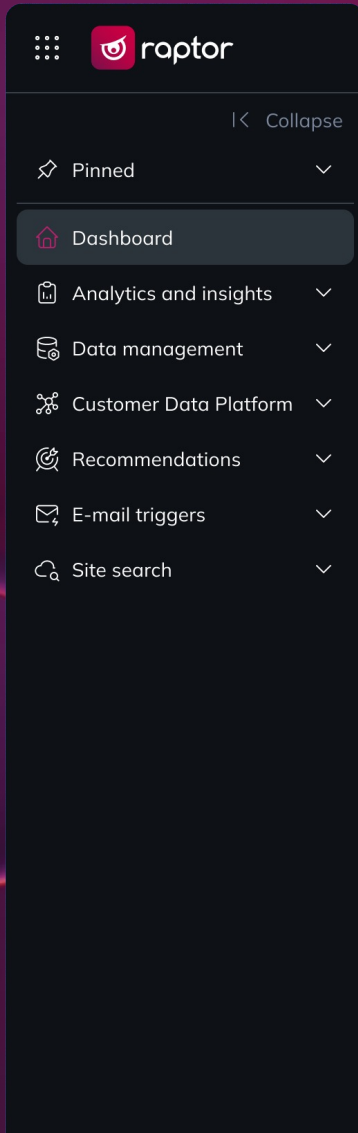 raptor
Collapse
Pinned
Dashboard
Analytics and insights
Data management
Customer Data Platform
Recommendations
E-mail triggers
Site search